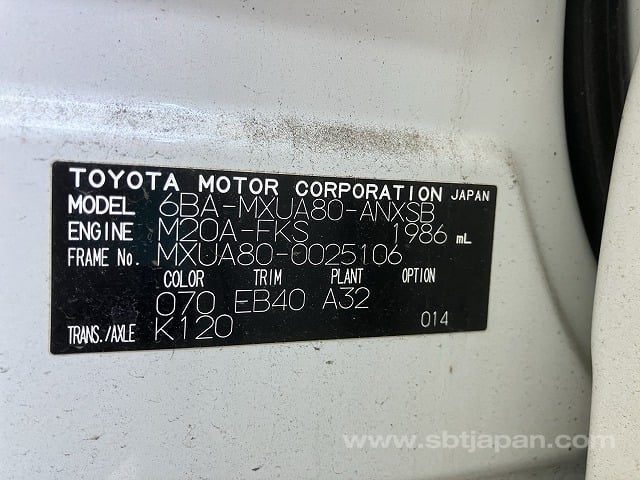 TOYOTA MOTOR CORPORATION JAPAN
MODEL 6BA-MXUA80-ANXSB
ENGINE M20A-FKS 1986 mL
FRAME No. MXUA80-0025106
COLOR TRIM PLANT OPTION
070 EB40 A32
TRANS./AXLE K120 014
www.sbtjapan.com